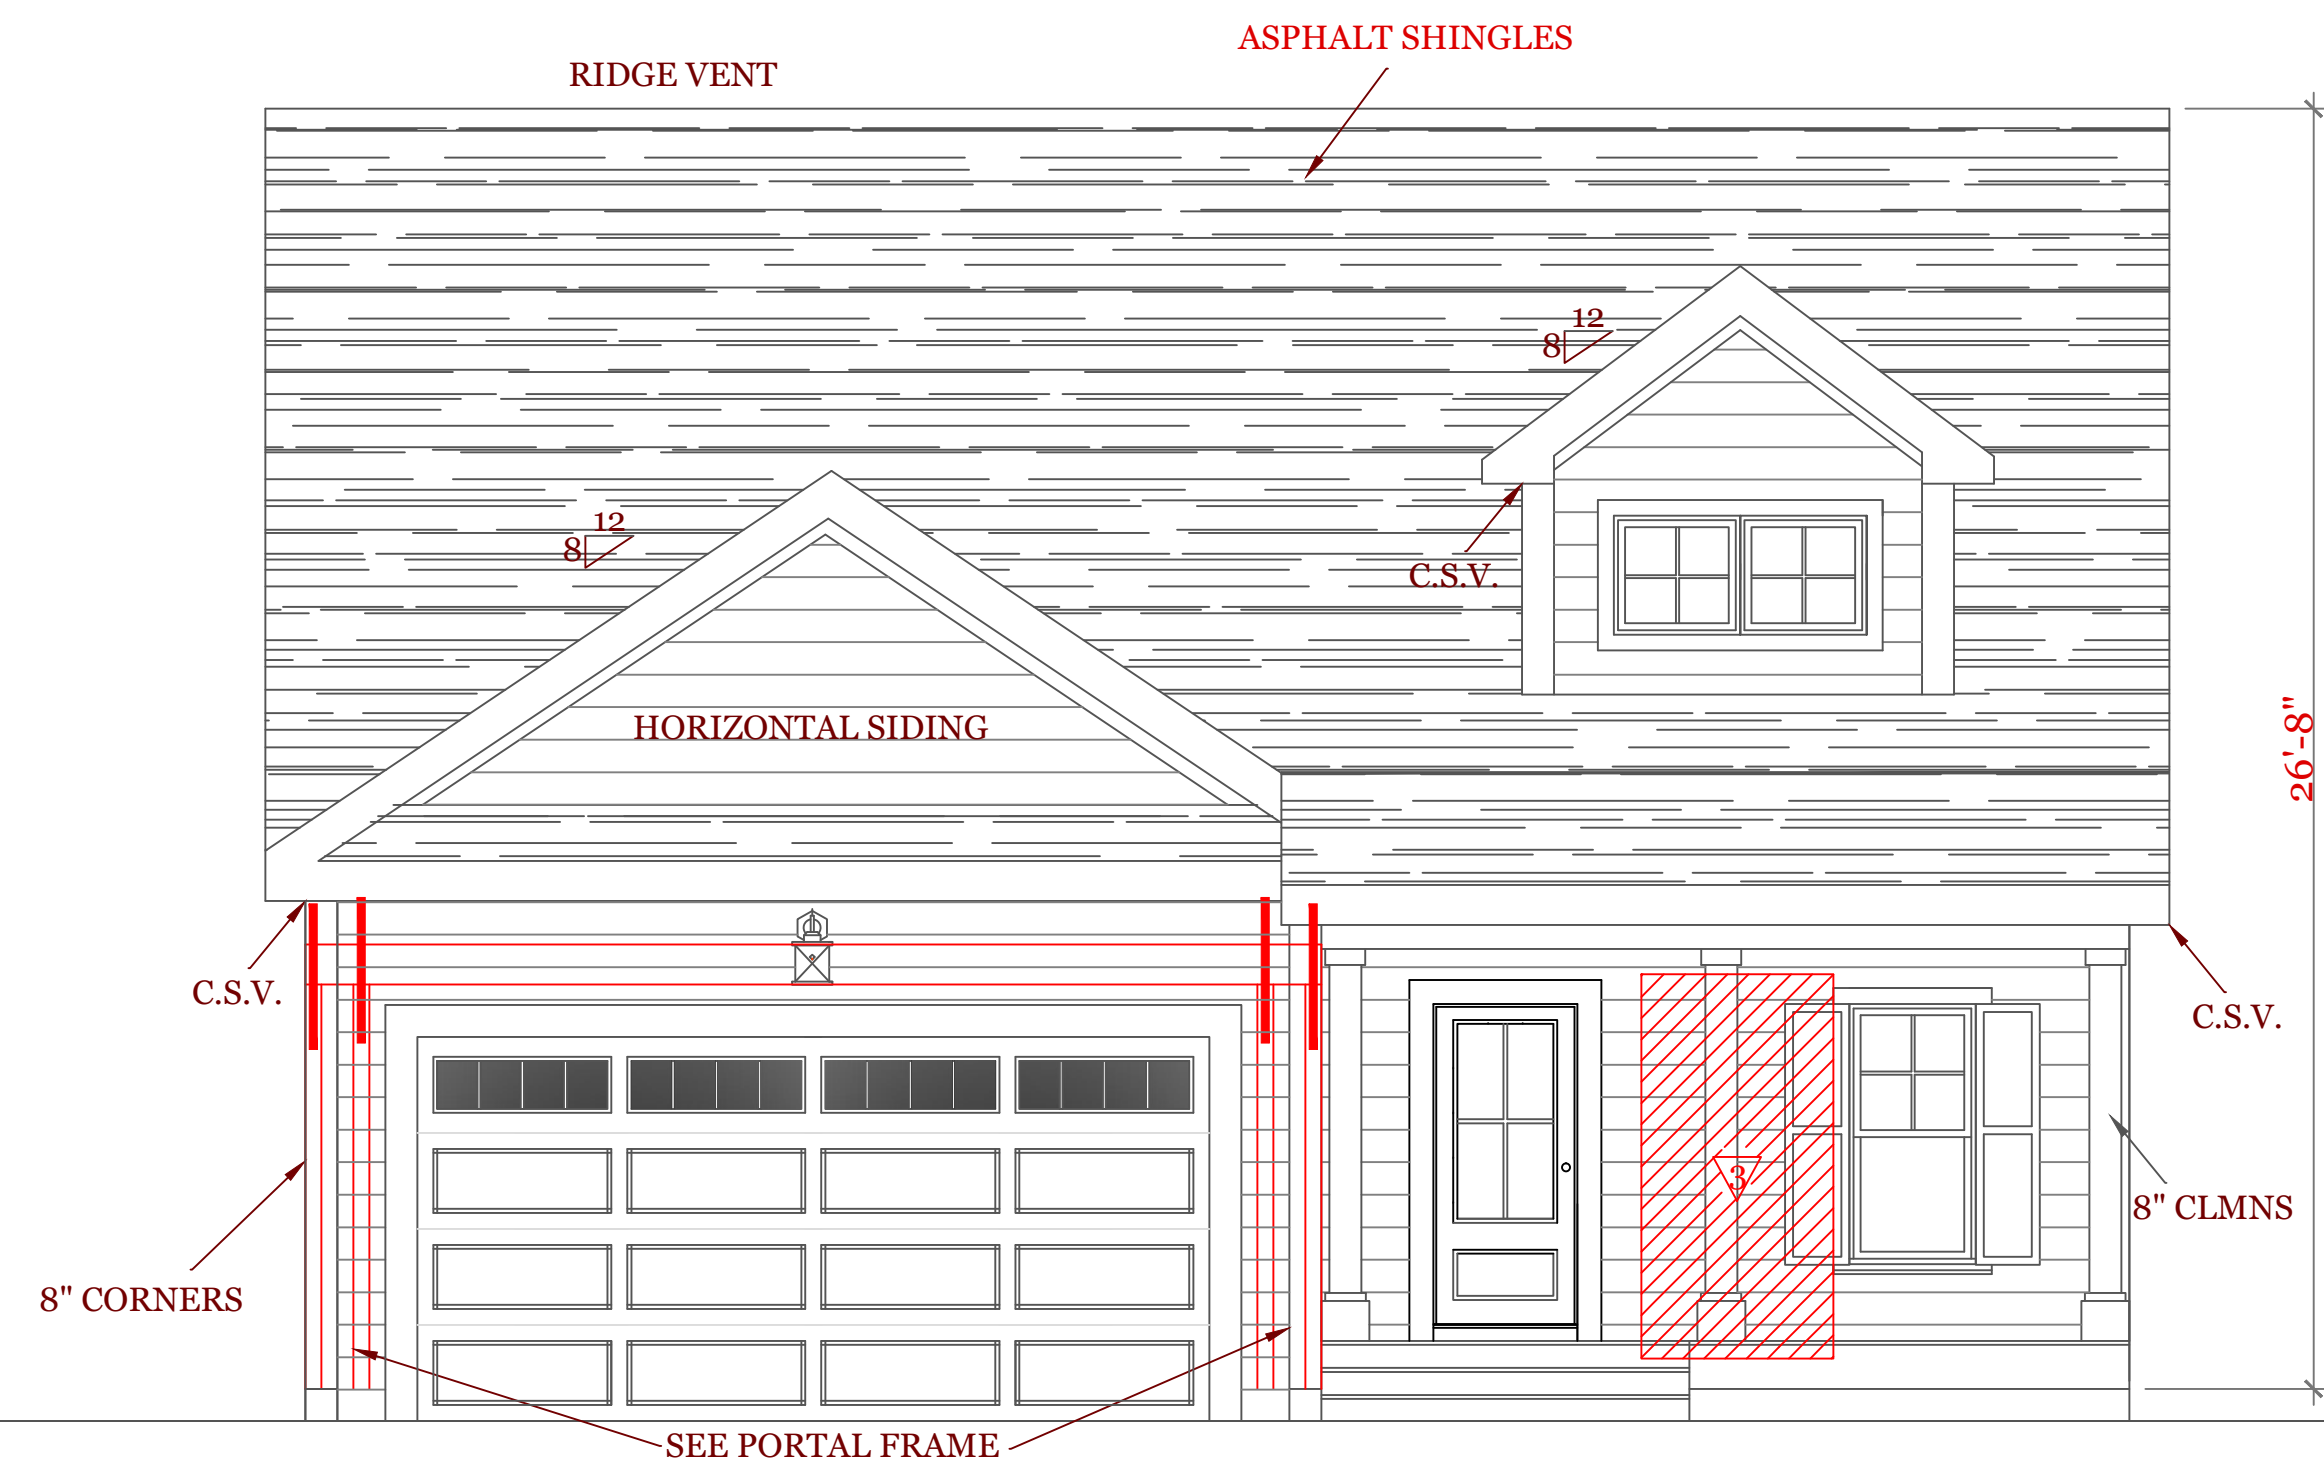 ASPHALT SHINGLES
RIDGE VENT
12
8
12
8
C.S.V.
HORIZONTAL SIDING
26'-8"
C.S.V.
C.S.V.
3
8" CLMNS
8" CORNERS
SEE PORTAL FRAME